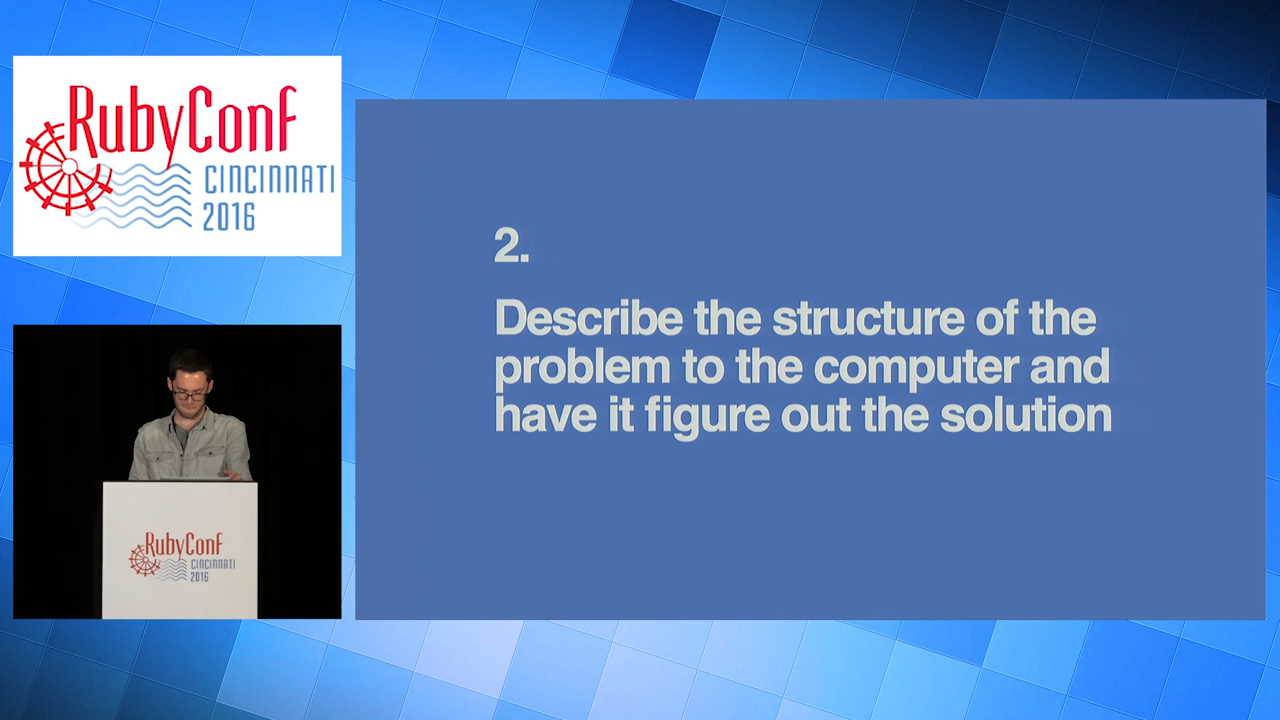 RubyConf
CINCINNATI
2016
2.
Describe the structure of the
problem to the computer and
have it figure out the solution
RubyConf
CINCINNATI
2016